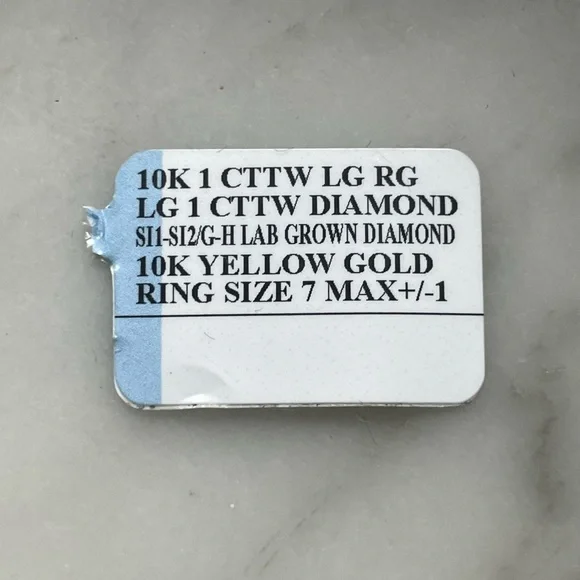 10K 1 CTTW LG RG
LG 1 CTTW DIAMOND
SI1-SI2/G-H LAB GROWN DIAMOND
10K YELLOW GOLD
RING SIZE 7 MAX+/-1